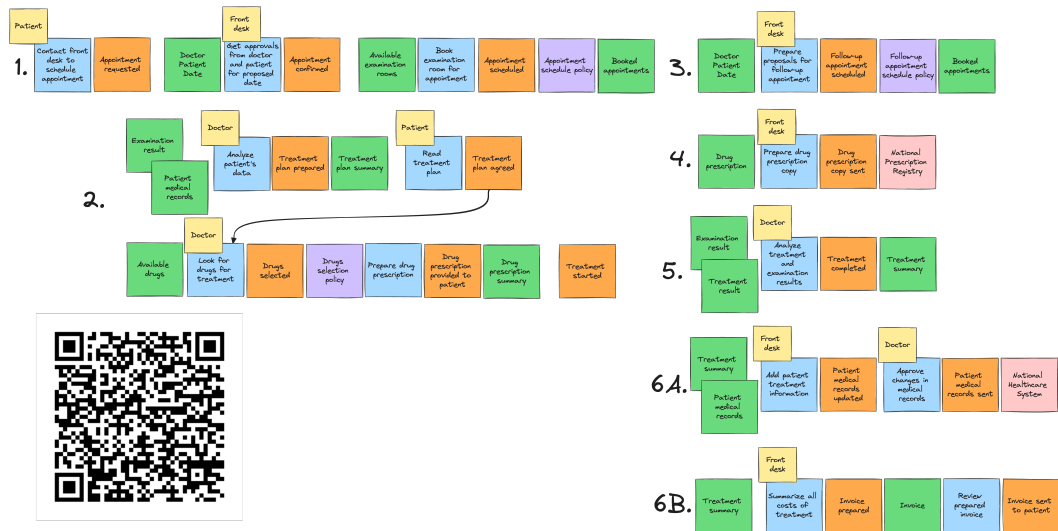 Patient
1.
Contact front
desk to
schedule
appointment
Appointment
requested
Doctor
Patient
Date
Front
desk
Get approvals
from doctor
and patient
for proposed
date
Appointment
confirmed
Available
examination
rooms
Book
examination
room for
appointment
Appointment
scheduled
Appointment
schedule policy
Booked
appointments
2.
Examination
result
Patient
medical
records
Doctor
Analyze
patient's
data
Treatment
plan prepared
Treatment
plan summary
Patient
Read
treatment
plan
Treatment
plan agreed
Available
drugs
Doctor
Look for
drugs for
treatment
Drugs
selected
Drugs
selection
policy
Prepare drug
prescription
Drug
prescription
provided to
patient
Drug
prescription
summary
Treatment
started
3.
Doctor
Patient
Date
Front
desk
Prepare
proposals for
follow-up
appointment
Follow-up
appointment
scheduled
Follow-up
appointment
schedule policy
Booked
appointments
4.
Drug
prescription
Front
desk
Prepare drug
prescription
copy
Drug
prescription
copy sent
National
Prescription
Registry
5.
Examination
result
Treatment
result
Doctor
Analyze
treatment
and
examination
results
Treatment
completed
Treatment
summary
6A.
Treatment
summary
Patient
medical
records
Front
desk
Add patient
treatment
information
Patient
medical
records
updated
Doctor
Approve
changes in
medical
records
Patient
medical
records sent
National
Healthcare
System
6B.
Treatment
summary
Front
desk
Summarize all
costs of
treatment
Invoice
prepared
Invoice
Review
prepared
invoice
Invoice sent
to patient